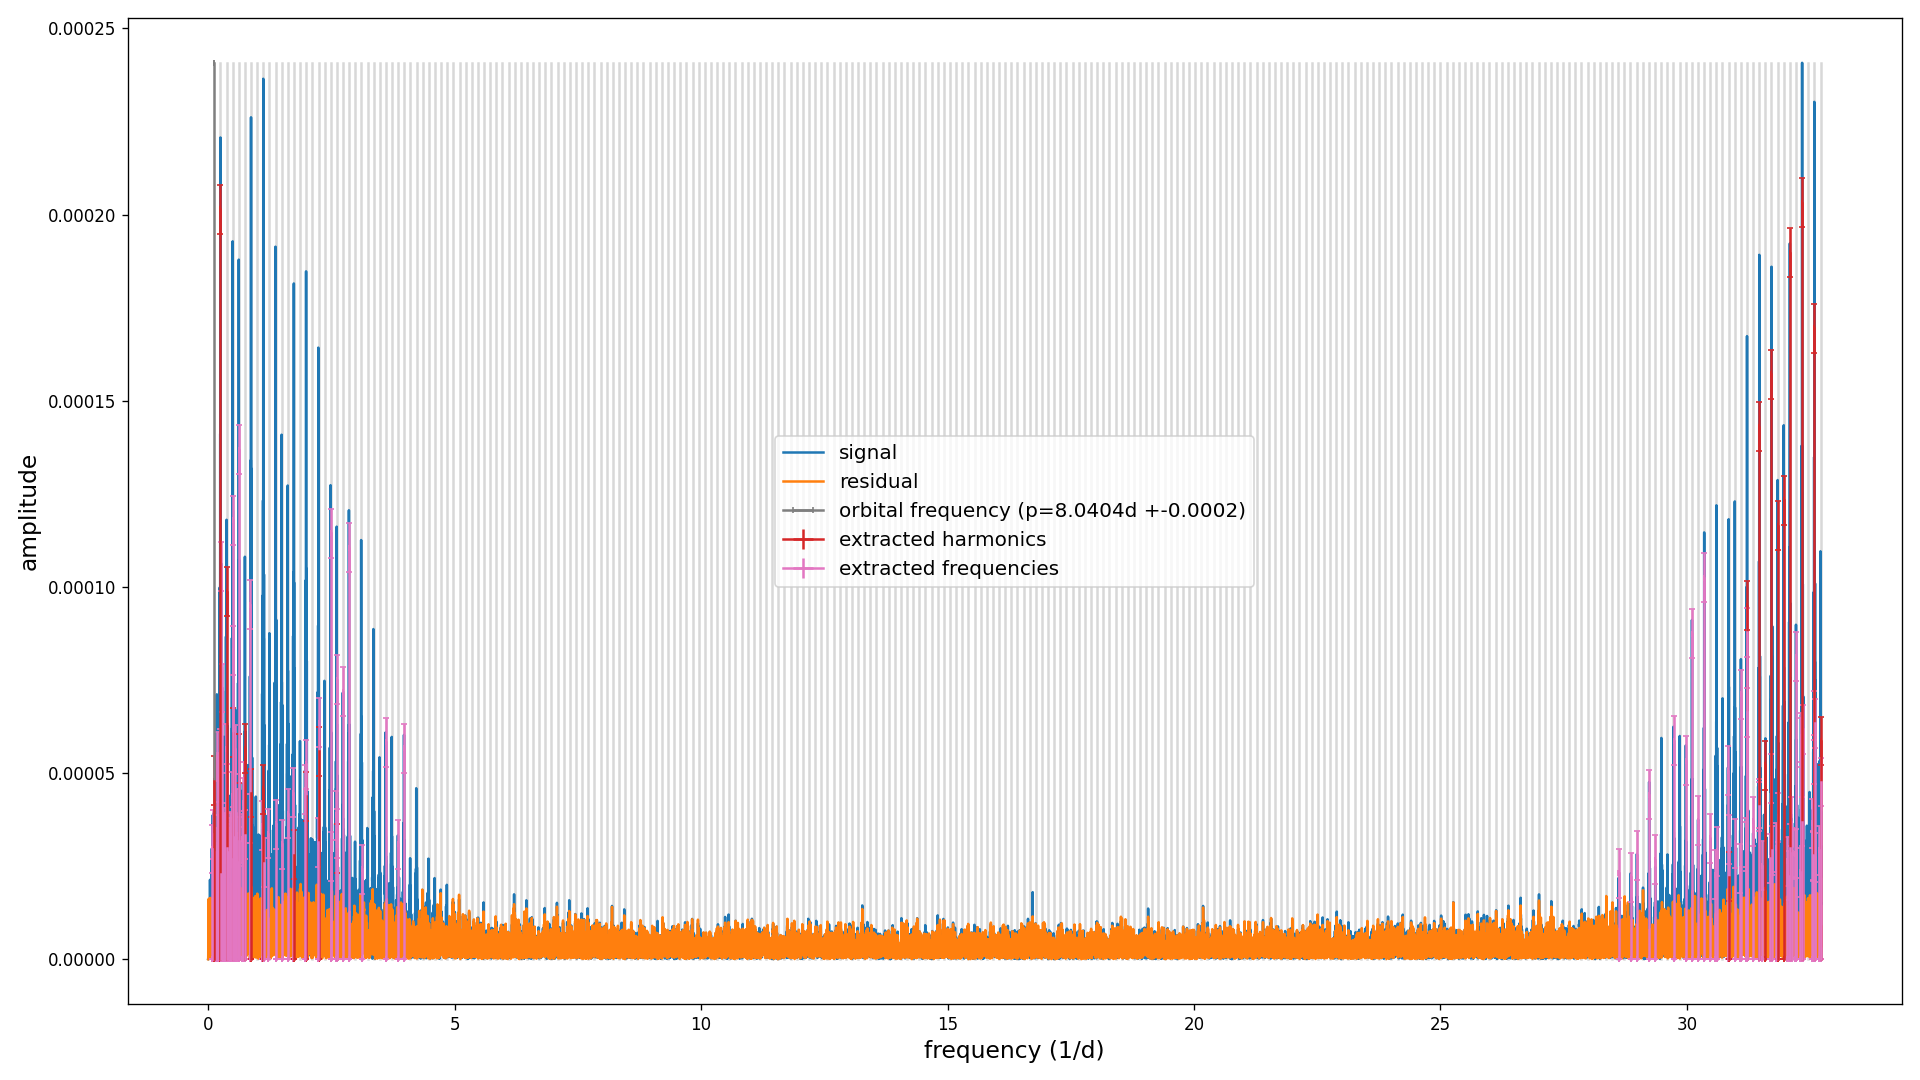 0.00025
0.00020
0.00015
0.00010
0.00005
0.00000
amplitude
signal
residual
orbital frequency (p=8.0404d +-0.0002)
extracted harmonics
extracted frequencies
0 5 10 15 20 25 30
frequency (1/d)